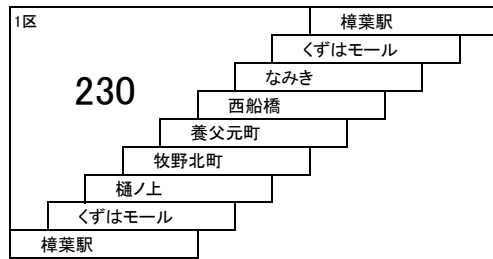 1区
樟葉駅
くずはモール
なみき
230
西船橋
養父元町
牧野北町
樋ノ上
くずはモール
樟葉駅